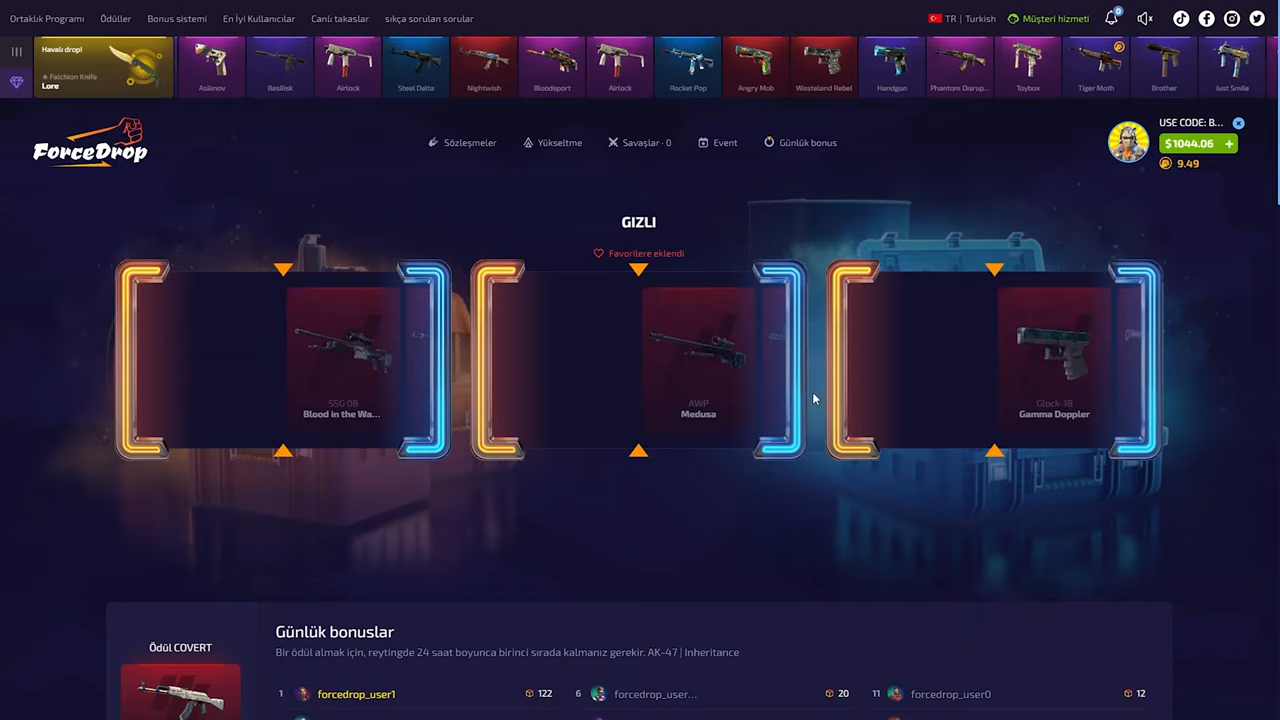 Ortaklık Programı Ödüller Bonus sistemi En İyi Kullanıcılar Canlı takaslar sıkça sorulan sorular TR | Turkish Müşteri hizmeti 0
Havalı drop!
★ Falchion Knife
Lore
Asiimov Basilisk Airlock Steel Delta Nightwish Bloodsport Airlock Rocket Pop Angry Mob Wasteland Rebel Handgun Phantom Disrup... Toybox Tiger Moth Brother Just Smile
ForceDrop
Sözleşmeler Yükseltme Savaşlar · 0 Event Günlük bonus
USE CODE: B...
$ 1044.06 +
9.49
GIZLI
Favorilere eklendi
SSG 08
Blood in the Wa...
AWP
Medusa
Glock-18
Gamma Doppler
Ödül COVERT
Günlük bonuslar
Bir ödül almak için, reytingde 24 saat boyunca birinci sırada kalmanız gerekir. AK-47 | Inheritance
1 forcedrop_user1 122 6 forcedrop_user... 20 11 forcedrop_user0 12